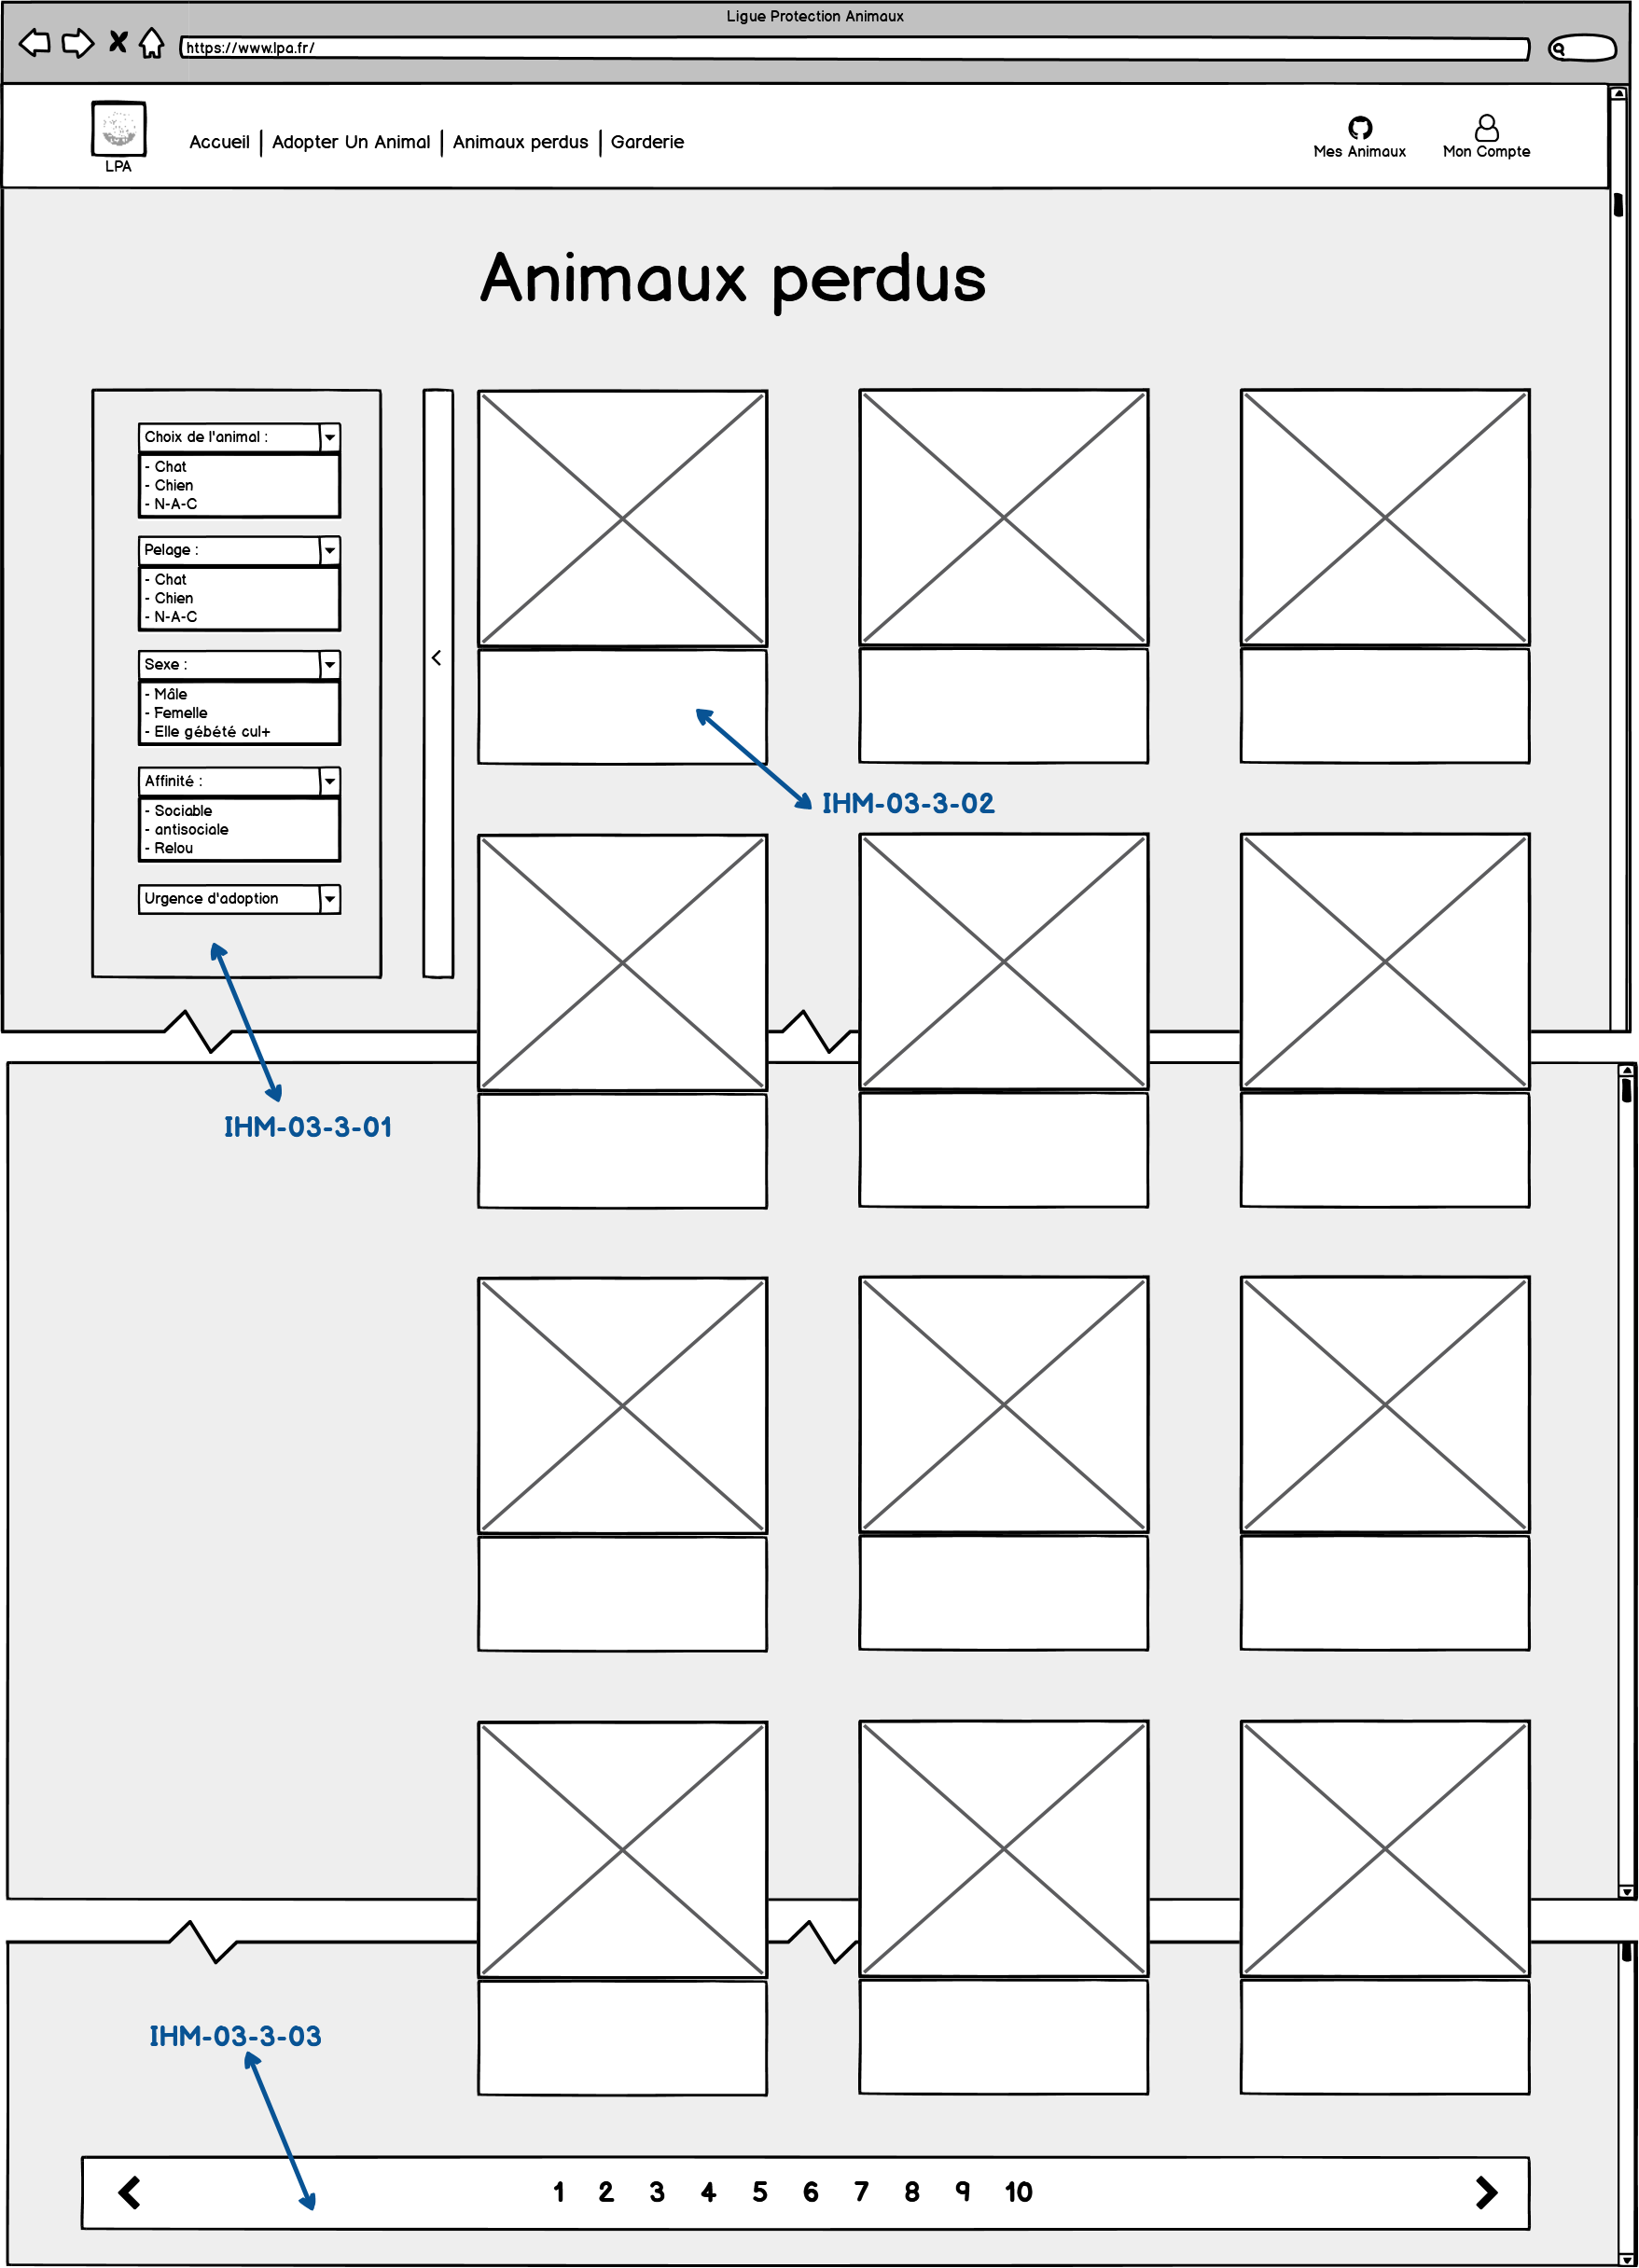 Ligue Protection Animaux
https://www.lpa.fr/
LPA
Accueil | Adopter Un Animal | Animaux perdus | Garderie
Mes Animaux
Mon Compte
Animaux perdus
Choix de l'animal :
- Chat
- Chien
- N-A-C
Pelage :
- Chat
- Chien
- N-A-C
Sexe :
- Mâle
- Femelle
- Elle gébété cul+
Affinité :
- Sociable
- antisociale
- Relou
Urgence d'adoption
<
IHM-03-3-02
IHM-03-3-01
IHM-03-3-03
1 2 3 4 5 6 7 8 9 10